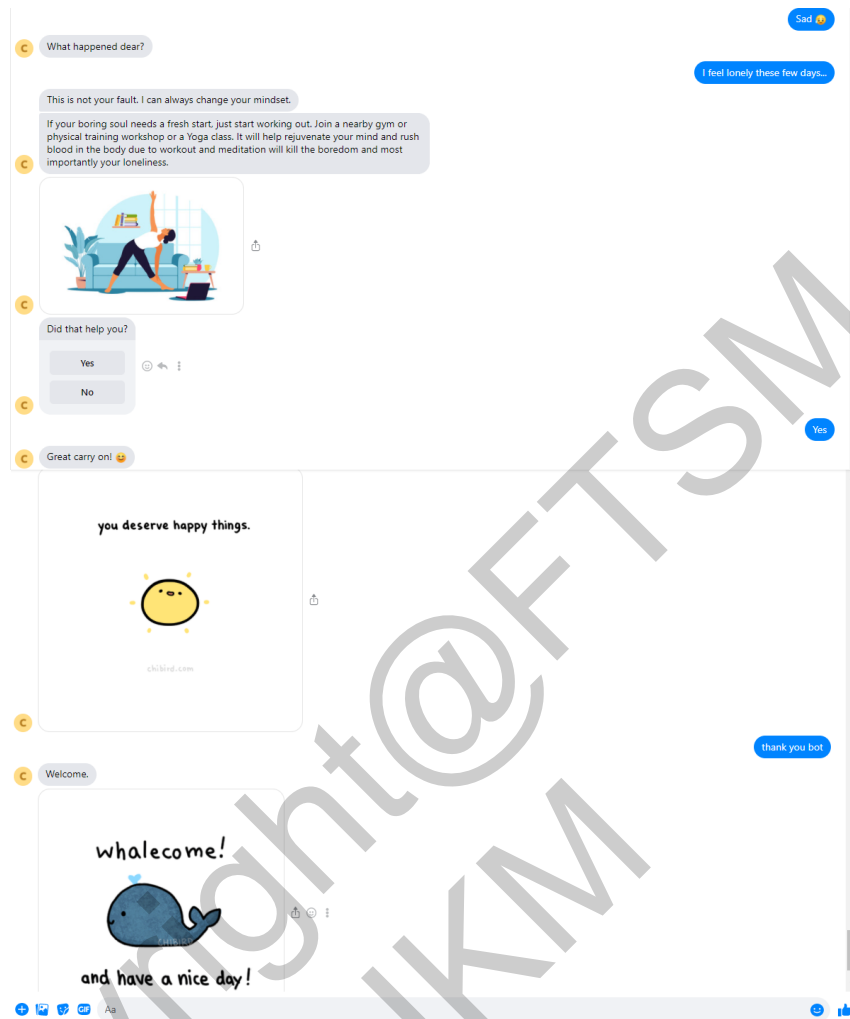 Sad 😥
C
What happened dear?
I feel lonely these few days...
This is not your fault. I can always change your mindset.
If your boring soul needs a fresh start, just start working out. Join a nearby gym or
physical training workshop or a Yoga class. It will help rejuvenate your mind and rush
blood in the body due to workout and meditation will kill the boredom and most
importantly your loneliness.
C
C
Did that help you?
Yes
No
C
Yes
C
Great carry on! 😄
you deserve happy things.
chibird.com
C
thank you bot
C
Welcome.
whalecome!
CHIBIRD
and have a nice day!
GIF
Aa
yright@FTSM
UKM